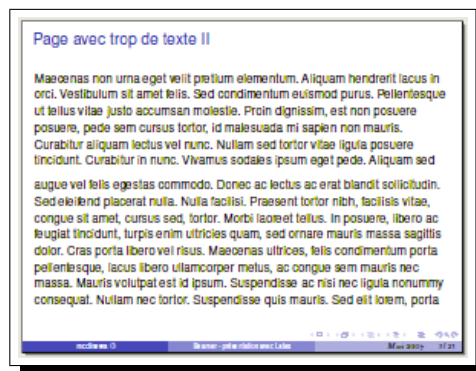 Page avec trop de texte II
Maecenas non urna eget velit pretium elementum. Aliquam hendrerit lacus in
orci. Vestibulum sit amet felis. Sed condimentum euismod purus. Pellentesque
ut tellus vitae justo accumsan molestie. Proin dignissim, est non posuere
posuere, pede sem cursus tortor, id malesuada mi sapien non mauris.
Curabitur aliquam lectus vel nunc. Nullam sed tortor vitae ligula posuere
tincidunt. Curabitur in nunc. Vivamus sodales ipsum eget pede. Aliquam sed
augue vel felis egestas commodo. Donec ac lectus ac erat blandit sollicitudin.
Sed eleifend placerat nulla. Nulla facilisi. Praesent tortor nibh, facilisis vitae,
congue sit amet, cursus sed, tortor. Morbi laoreet tellus. In posuere, libero ac
feugiat tincidunt, turpis enim ultricies quam, sed ornare mauris massa sagittis
dolor. Cras porta libero vel risus. Maecenas ultrices, felis condimentum porta
pellentesque, lacus libero ullamcorper metus, ac congue sem mauris nec
massa. Mauris volutpat est id ipsum. Suspendisse ac nisi nec ligula nonummy
consequat. Nullam nec tortor. Suspendisse quis mauris. Sed elit lorem, porta
Beamer - présentation avec Latex
Mai 2007 7/21